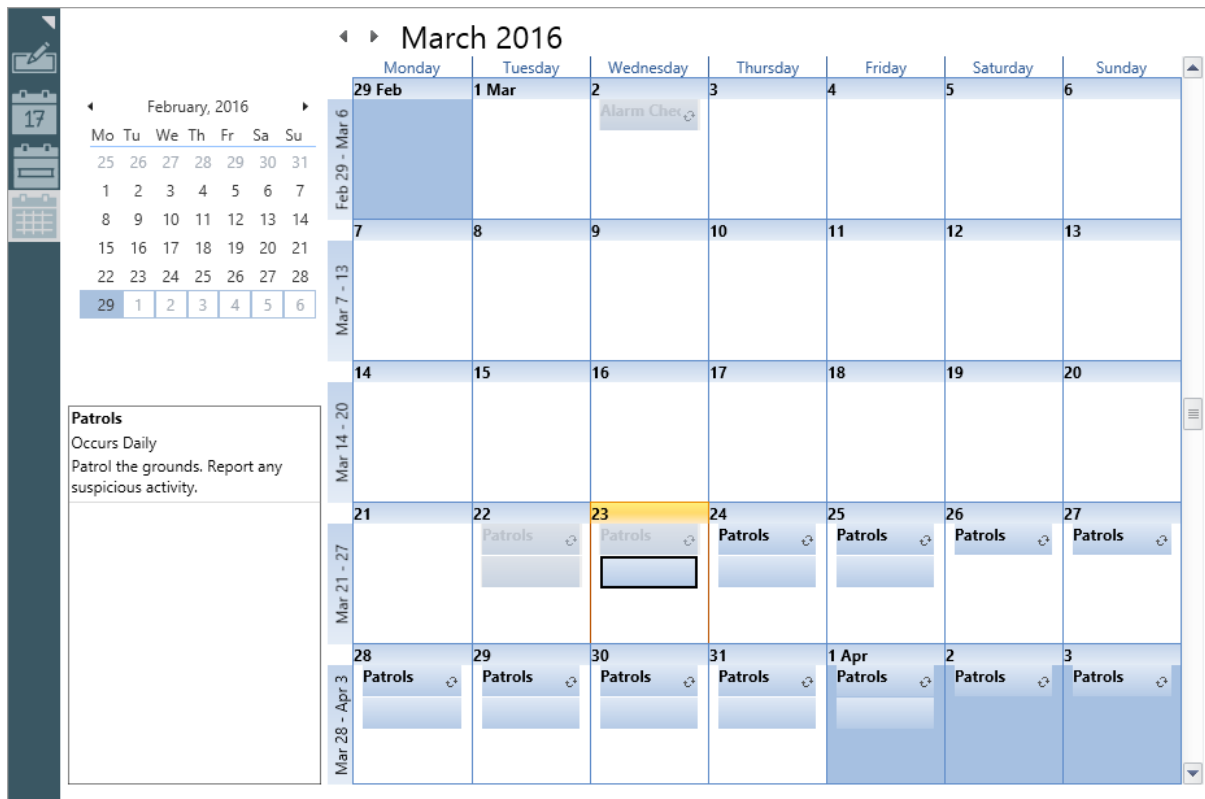 17
February, 2016
Mo Tu We Th Fr Sa Su
25 26 27 28 29 30 31
1 2 3 4 5 6 7
8 9 10 11 12 13 14
15 16 17 18 19 20 21
22 23 24 25 26 27 28
29 1 2 3 4 5 6
Patrols
Occurs Daily
Patrol the grounds. Report any
suspicious activity.
March 2016
Monday Tuesday Wednesday Thursday Friday Saturday Sunday
Feb 29 - Mar 6
29 Feb 1 Mar 2 3 4 5 6
Alarm Chec
Mar 7 - 13
7 8 9 10 11 12 13
Mar 14 - 20
14 15 16 17 18 19 20
Mar 21 - 27
21 22 23 24 25 26 27
Patrols Patrols Patrols Patrols Patrols Patrols
Mar 28 - Apr 3
28 29 30 31 1 Apr 2 3
Patrols Patrols Patrols Patrols Patrols Patrols Patrols